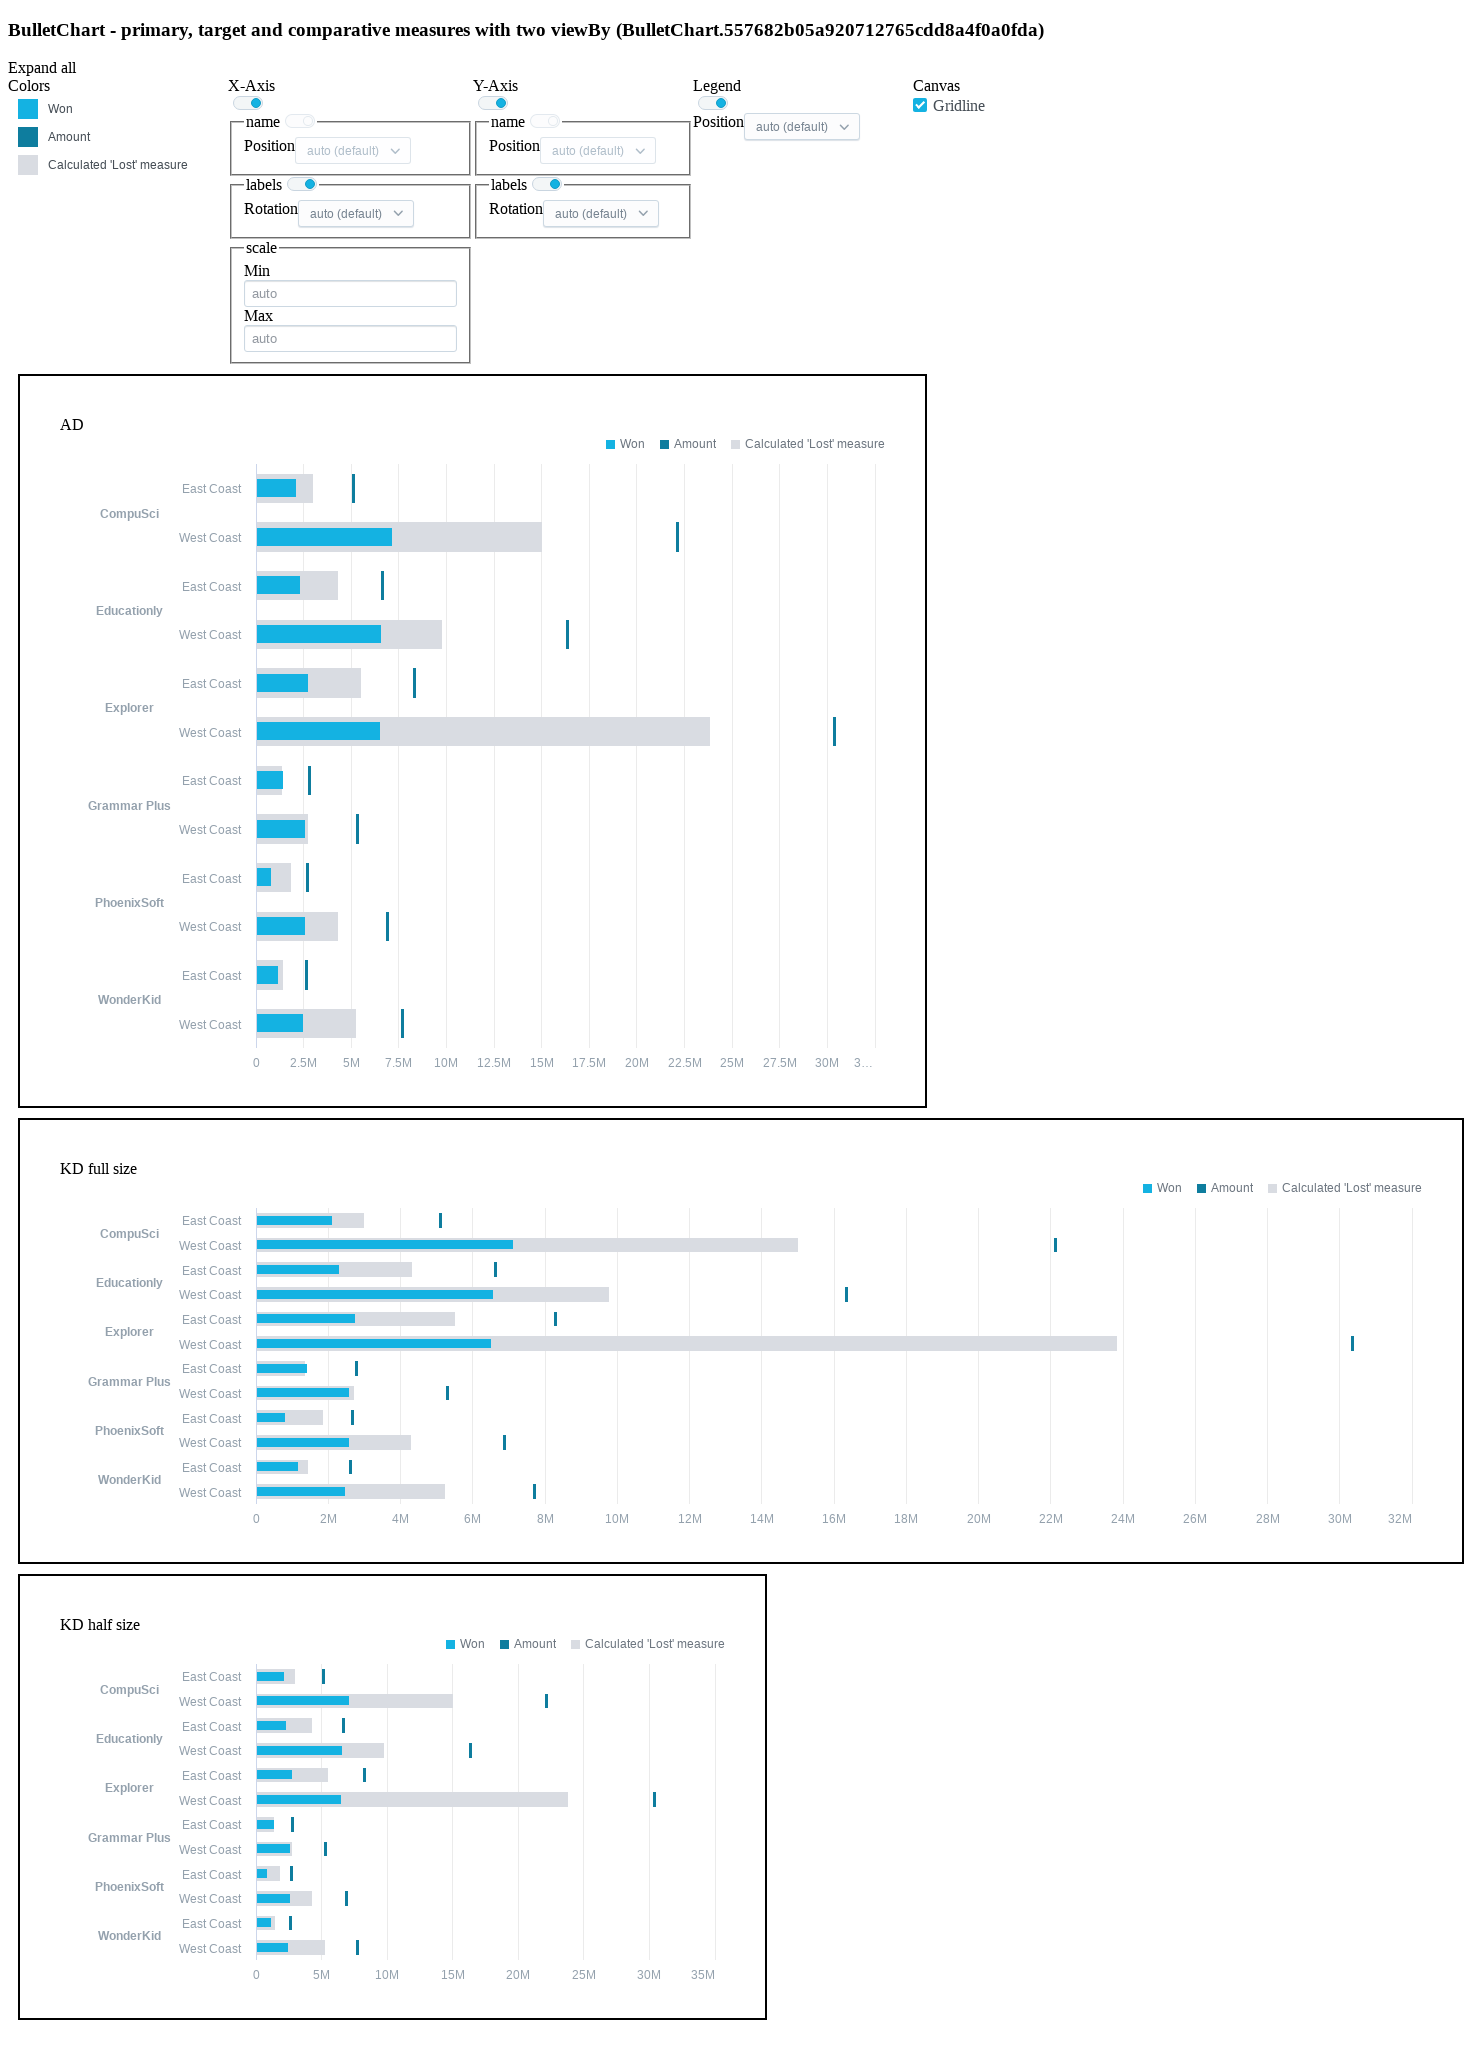 BulletChart - primary, target and comparative measures with two viewBy (BulletChart.557682b05a920712765cdd8a4f0a0fda)
Expand all
Colors
Won
Amount
Calculated 'Lost' measure
X-Axis
name
Position auto (default)
labels
Rotation auto (default)
scale
Min
auto
Max
auto
Y-Axis
name
Position auto (default)
labels
Rotation auto (default)
Legend
Position auto (default)
Canvas
Gridline
AD
Won Amount Calculated 'Lost' measure
CompuSci
East Coast
West Coast
Educationly
East Coast
West Coast
Explorer
East Coast
West Coast
Grammar Plus
East Coast
West Coast
PhoenixSoft
East Coast
West Coast
WonderKid
East Coast
West Coast
0 2.5M 5M 7.5M 10M 12.5M 15M 17.5M 20M 22.5M 25M 27.5M 30M 3…
KD full size
Won Amount Calculated 'Lost' measure
CompuSci
East Coast
West Coast
Educationly
East Coast
West Coast
Explorer
East Coast
West Coast
Grammar Plus
East Coast
West Coast
PhoenixSoft
East Coast
West Coast
WonderKid
East Coast
West Coast
0 2M 4M 6M 8M 10M 12M 14M 16M 18M 20M 22M 24M 26M 28M 30M 32M
KD half size
Won Amount Calculated 'Lost' measure
CompuSci
East Coast
West Coast
Educationly
East Coast
West Coast
Explorer
East Coast
West Coast
Grammar Plus
East Coast
West Coast
PhoenixSoft
East Coast
West Coast
WonderKid
East Coast
West Coast
0 5M 10M 15M 20M 25M 30M 35M